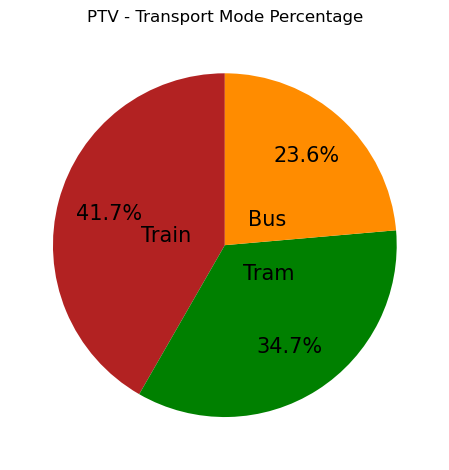 PTV - Transport Mode Percentage
23.6%
41.7%
Bus
Train
Tram
34.7%